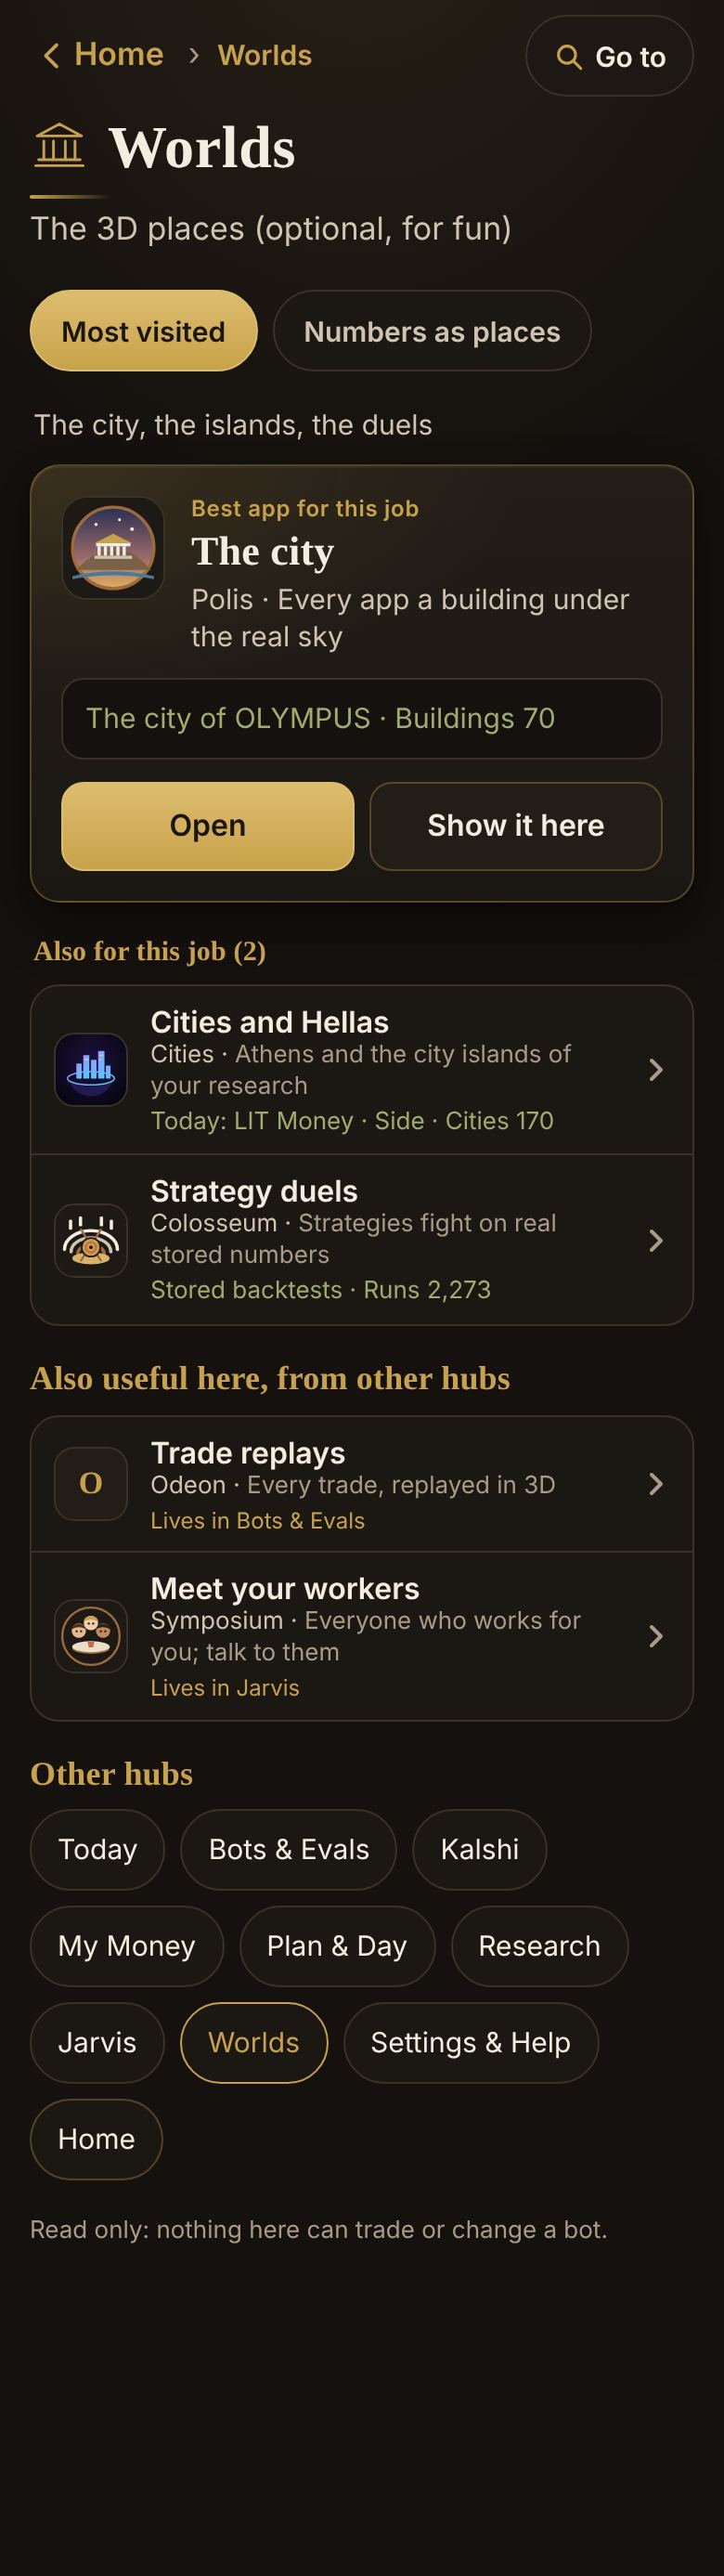 Home › Worlds
Go to
Worlds
The 3D places (optional, for fun)
Most visited
Numbers as places
The city, the islands, the duels
Best app for this job
The city
Polis · Every app a building under
the real sky
The city of OLYMPUS · Buildings 70
Open
Show it here
Also for this job (2)
Cities and Hellas
Cities · Athens and the city islands of
your research
Today: LIT Money · Side · Cities 170
Strategy duels
Colosseum · Strategies fight on real
stored numbers
Stored backtests · Runs 2,273
Also useful here, from other hubs
O
Trade replays
Odeon · Every trade, replayed in 3D
Lives in Bots & Evals
Meet your workers
Symposium · Everyone who works for
you; talk to them
Lives in Jarvis
Other hubs
Today
Bots & Evals
Kalshi
My Money
Plan & Day
Research
Jarvis
Worlds
Settings & Help
Home
Read only: nothing here can trade or change a bot.